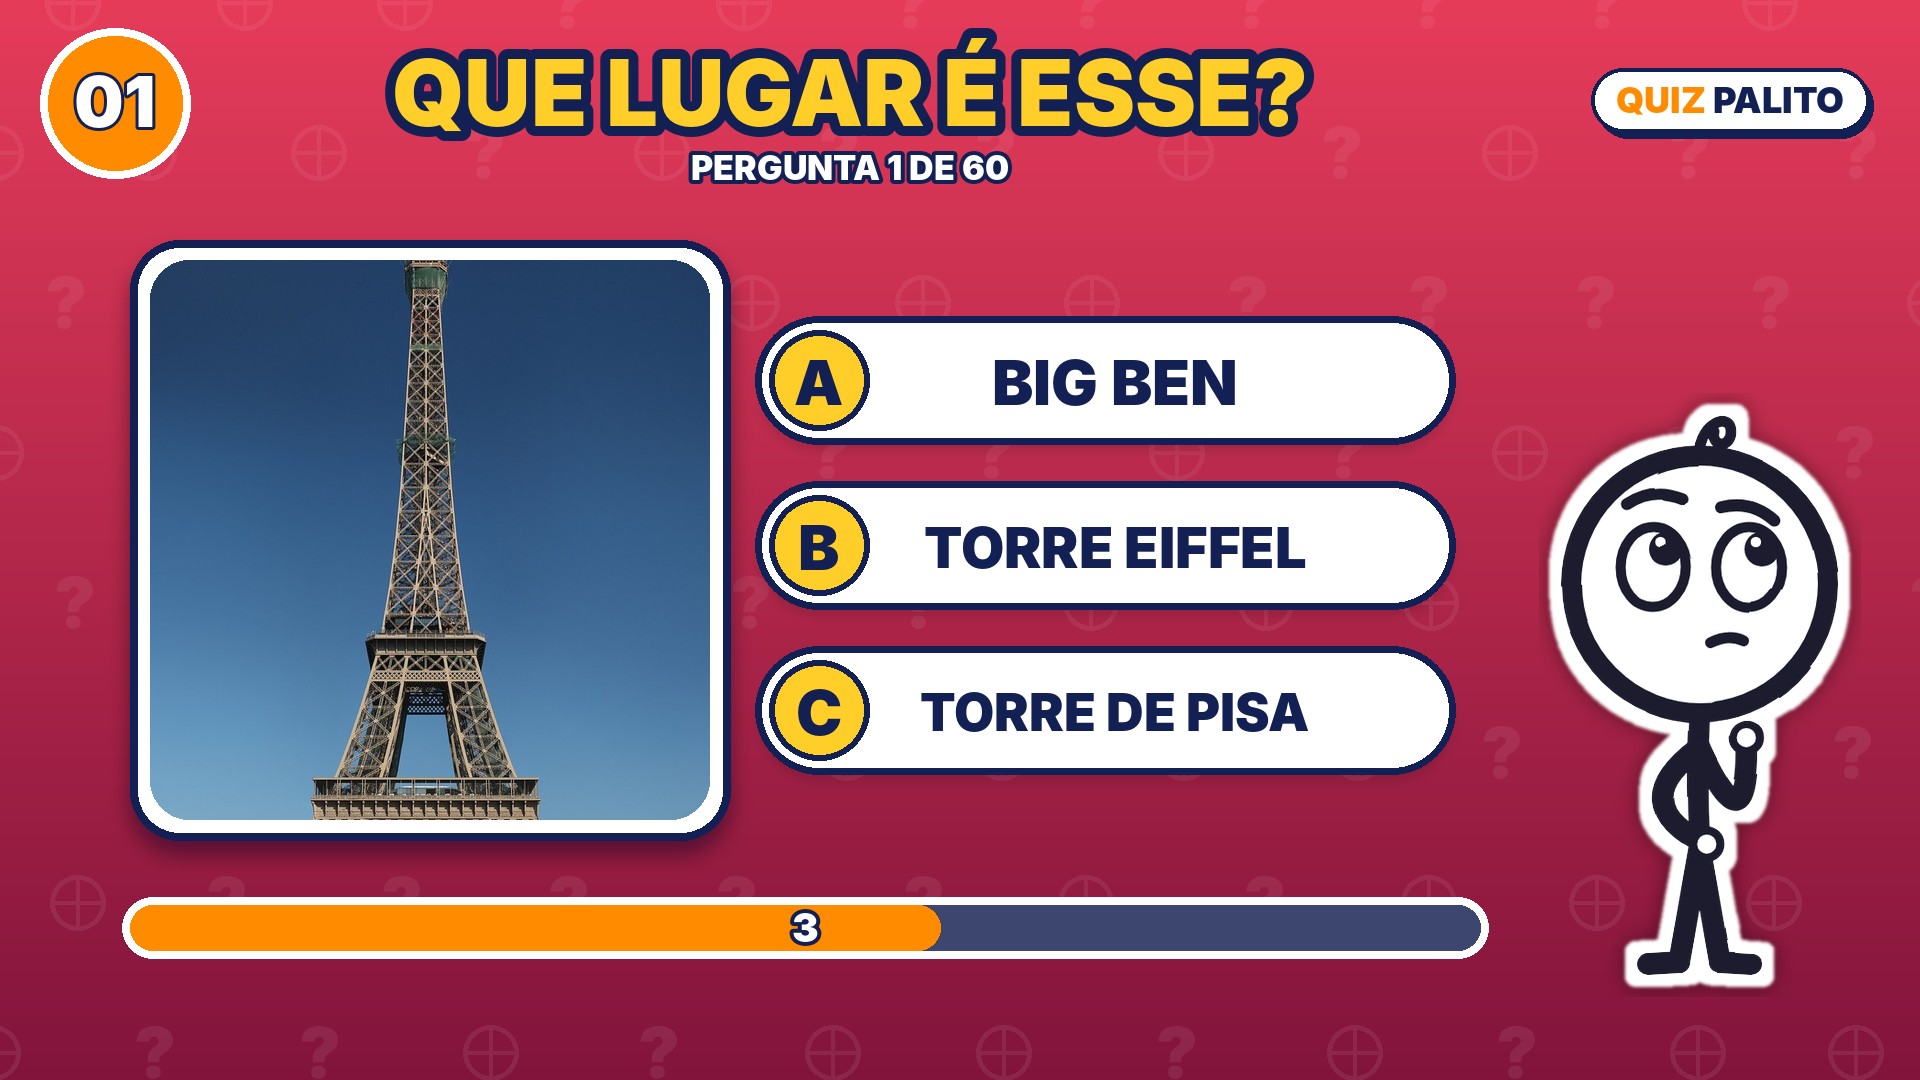 01
QUE LUGAR É ESSE?
PERGUNTA 1 DE 60
QUIZ PALITO
A BIG BEN
B TORRE EIFFEL
C TORRE DE PISA
3